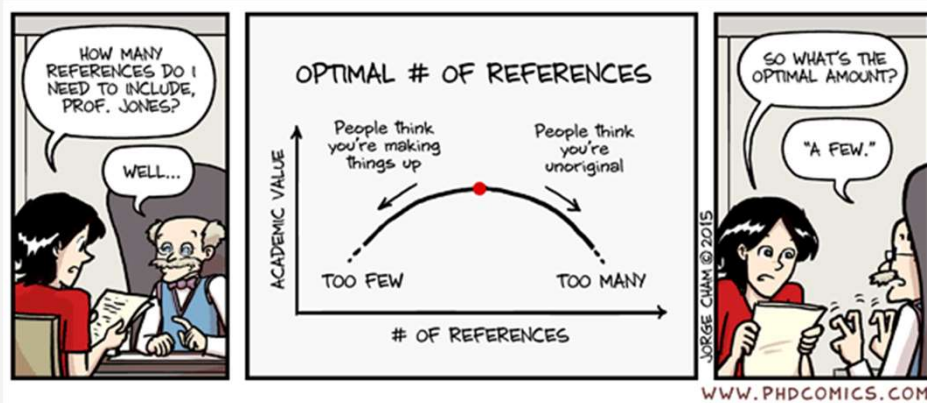 HOW MANY
REFERENCES DO I
NEED TO INCLUDE,
PROF. JONES?
WELL...
OPTIMAL # OF REFERENCES
ACADEMIC VALUE
People think
you're making
things up
People think
you're
unoriginal
TOO FEW
TOO MANY
# OF REFERENCES
JORGE CHAM © 2015
SO WHAT'S THE
OPTIMAL AMOUNT?
"A FEW."
WWW.PHDCOMICS.COM